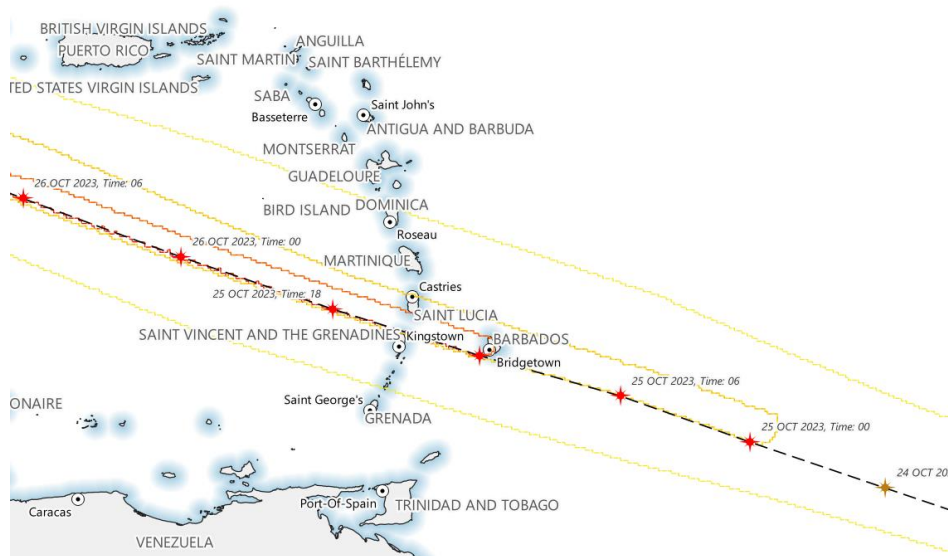 BRITISH VIRGIN ISLANDS
PUERTO RICO
ANGUILLA
SAINT MARTIN
SAINT BARTHÉLEMY
TED STATES VIRGIN ISLANDS
SABA
Basseterre
Saint John's
ANTIGUA AND BARBUDA
MONTSERRAT
GUADELOUPE
26.OCT 2023, Time: 06
BIRD ISLAND
DOMINICA
Roseau
26.OCT 2023, Time: 00
MARTINIQUE
25 OCT 2023, Time: 18
Castries
SAINT LUCIA
SAINT VINCENT AND THE GRENADINES
Kingstown
BARBADOS
Bridgetown
25 OCT 2023, Time: 06
ONAIRE
Saint George's
GRENADA
25 OCT 2023, Time: 00
24 OCT 20
Caracas
Port-Of-Spain
TRINIDAD AND TOBAGO
VENEZUELA